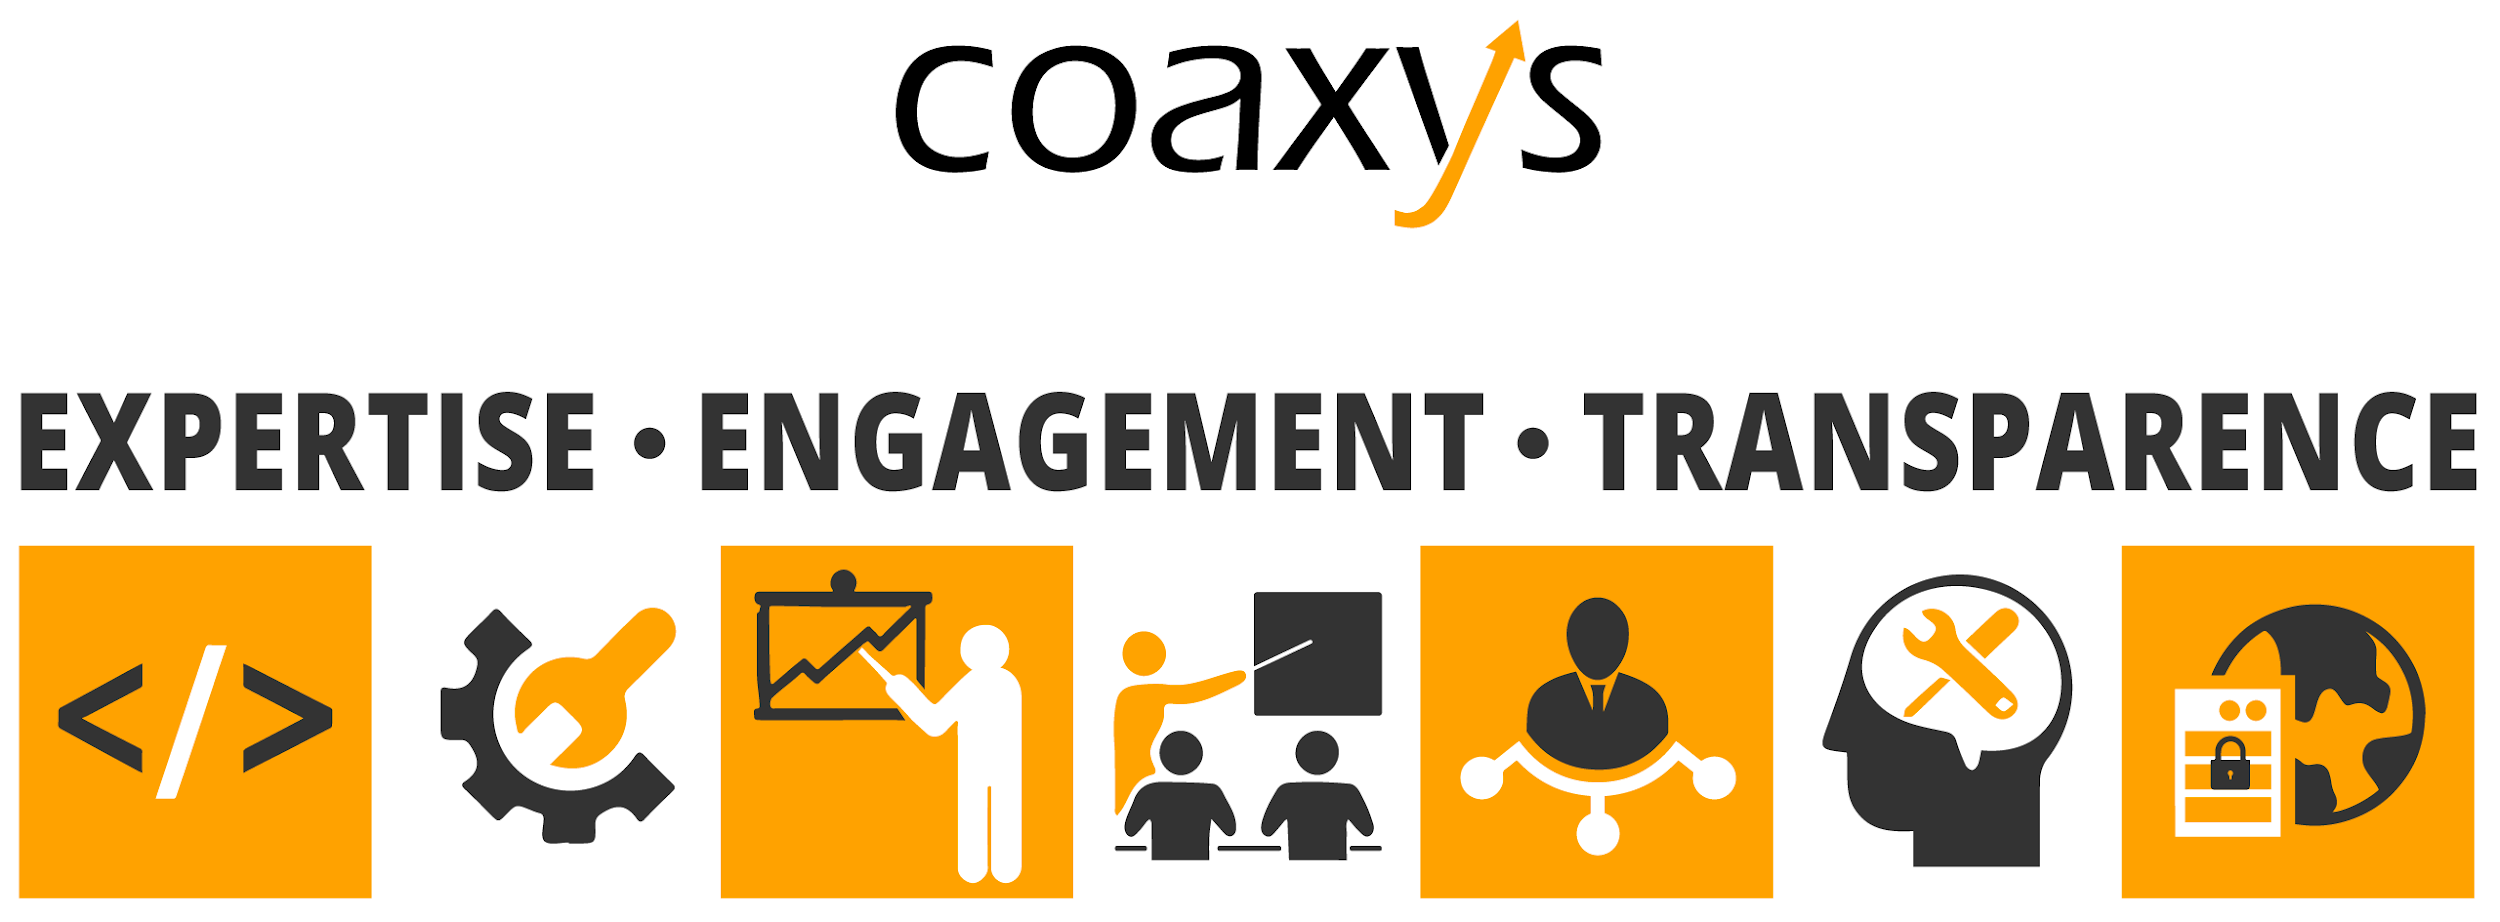 coaxys
EXPERTISE • ENGAGEMENT • TRANSPARENCE
</>